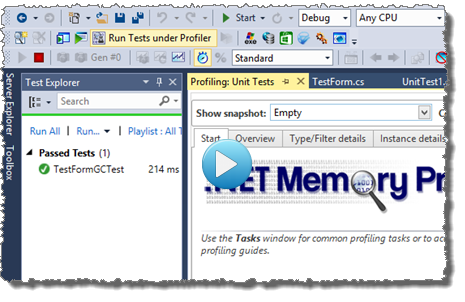 Start
Debug
Any CPU
Run Tests under Profiler
Gen #0
Standard
Server Explorer
Toolbox
Test Explorer
Search
Run All
Run...
Playlist : All T
Passed Tests (1)
TestFormGCTest
214 ms
Profiling: Unit Tests
TestForm.cs
UnitTest1.
Show snapshot:
Empty
Start
Overview
Type/Filter details
Instance details
.NET Memory Pr
Use the Tasks window for common profiling tasks or to ac
profiling guides.